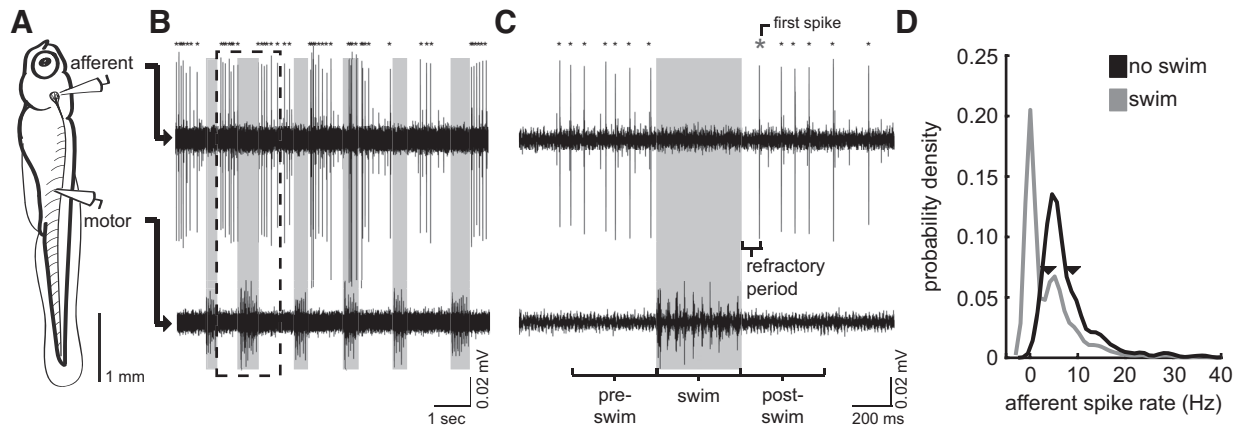 A
B
C
D
afferent
motor
1 mm
1 sec
0.02 mV
first spike
refractory
period
pre-
swim
swim
post-
swim
200 ms
0.02 mV
no swim
swim
probability density
0.25
0.20
0.15
0.10
0.05
0
0
10
20
30
40
afferent spike rate (Hz)